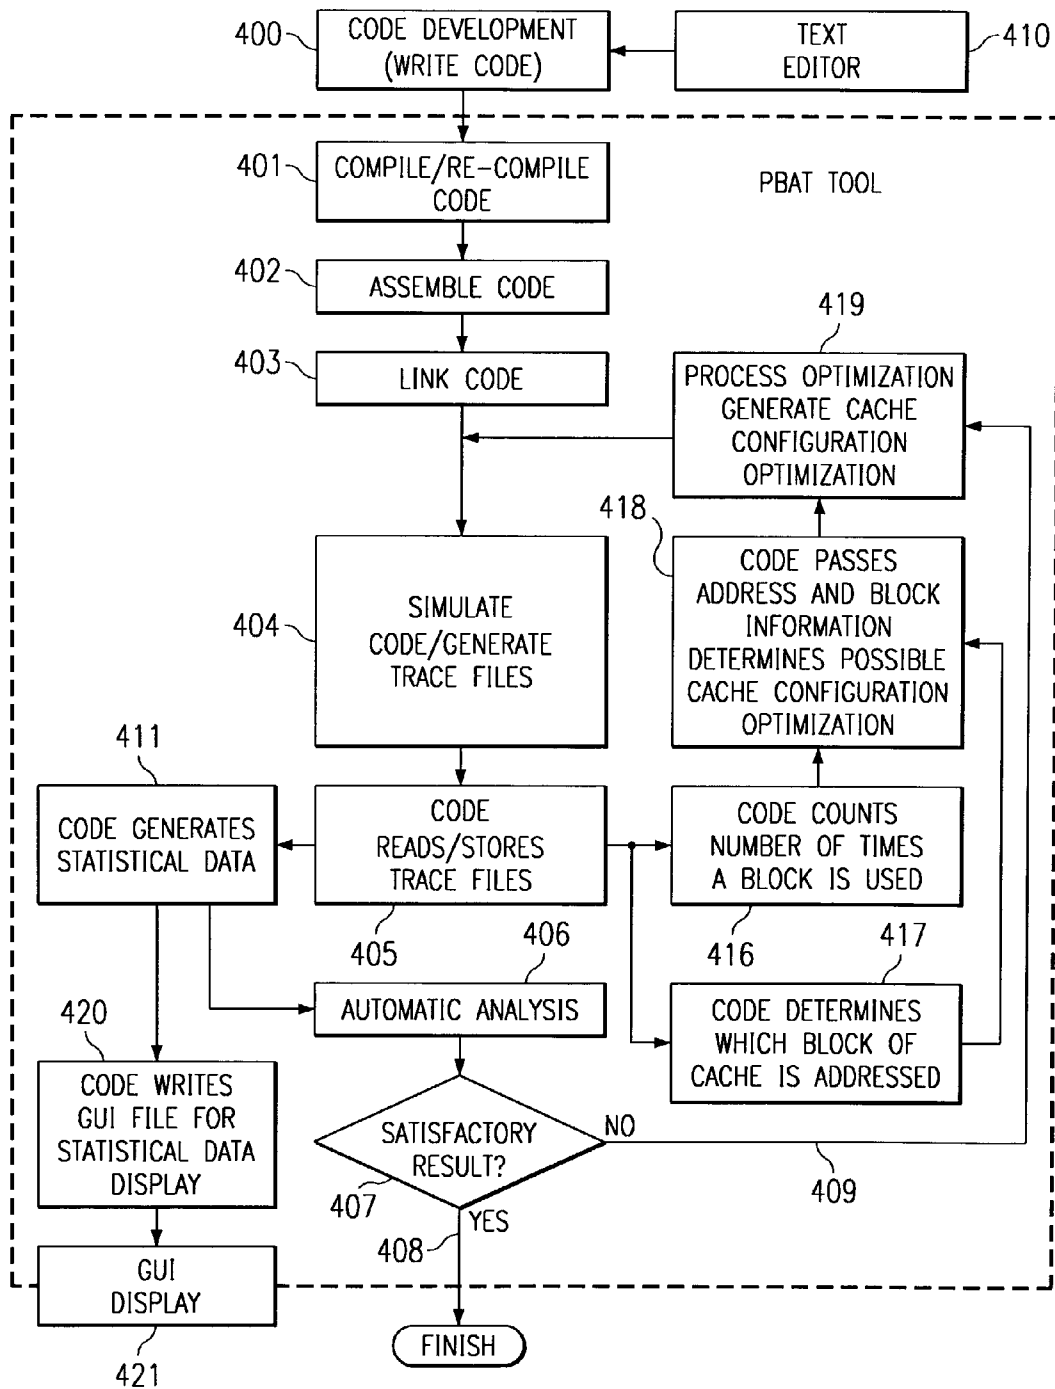 400
CODE DEVELOPMENT
(WRITE CODE)
TEXT
EDITOR
410
PBAT TOOL
401
COMPILE/RE-COMPILE
CODE
402
ASSEMBLE CODE
403
LINK CODE
419
PROCESS OPTIMIZATION
GENERATE CACHE
CONFIGURATION
OPTIMIZATION
418
CODE PASSES
ADDRESS AND BLOCK
INFORMATION
DETERMINES POSSIBLE
CACHE CONFIGURATION
OPTIMIZATION
404
SIMULATE
CODE/GENERATE
TRACE FILES
411
CODE GENERATES
STATISTICAL DATA
CODE
READS/STORES
TRACE FILES
405
CODE COUNTS
NUMBER OF TIMES
A BLOCK IS USED
416
406
AUTOMATIC ANALYSIS
417
CODE DETERMINES
WHICH BLOCK OF
CACHE IS ADDRESSED
420
CODE WRITES
GUI FILE FOR
STATISTICAL DATA
DISPLAY
SATISFACTORY
RESULT?
407
NO
409
YES
408
GUI
DISPLAY
421
FINISH